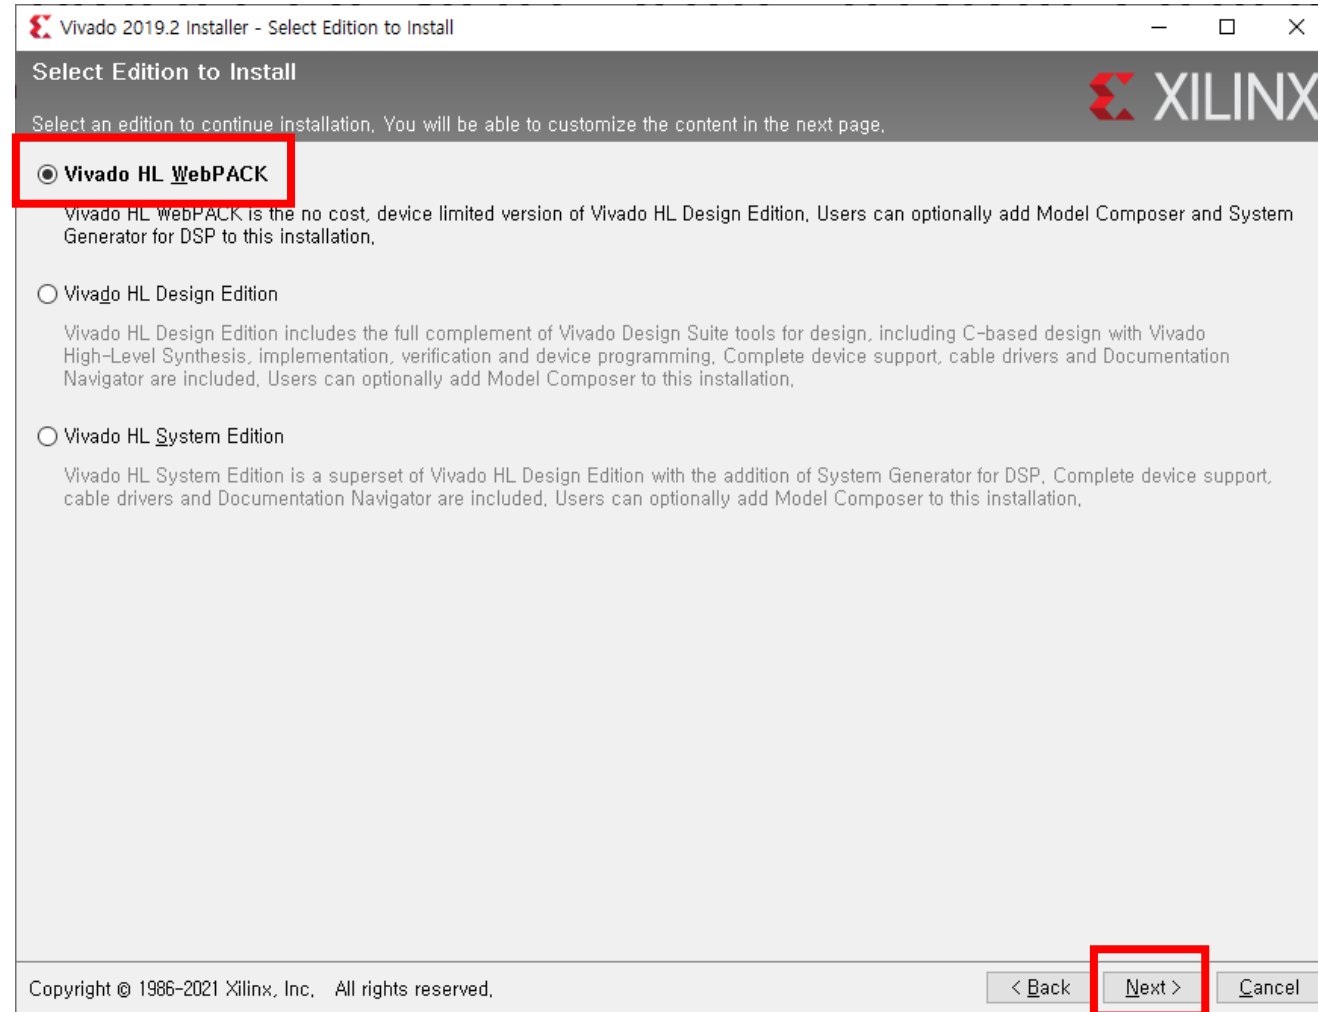 Vivado 2019.2 Installer - Select Edition to Install
Select Edition to Install
XILINX
Select an edition to continue installation. You will be able to customize the content in the next page.
Vivado HL WebPACK
Vivado HL WebPACK is the no cost, device limited version of Vivado HL Design Edition. Users can optionally add Model Composer and System
Generator for DSP to this installation.
Vivado HL Design Edition
Vivado HL Design Edition includes the full complement of Vivado Design Suite tools for design, including C-based design with Vivado
High-Level Synthesis, implementation, verification and device programming. Complete device support, cable drivers and Documentation
Navigator are included. Users can optionally add Model Composer to this installation.
Vivado HL System Edition
Vivado HL System Edition is a superset of Vivado HL Design Edition with the addition of System Generator for DSP. Complete device support,
cable drivers and Documentation Navigator are included. Users can optionally add Model Composer to this installation.
Copyright © 1986-2021 Xilinx, Inc. All rights reserved.
< Back
Next >
Cancel